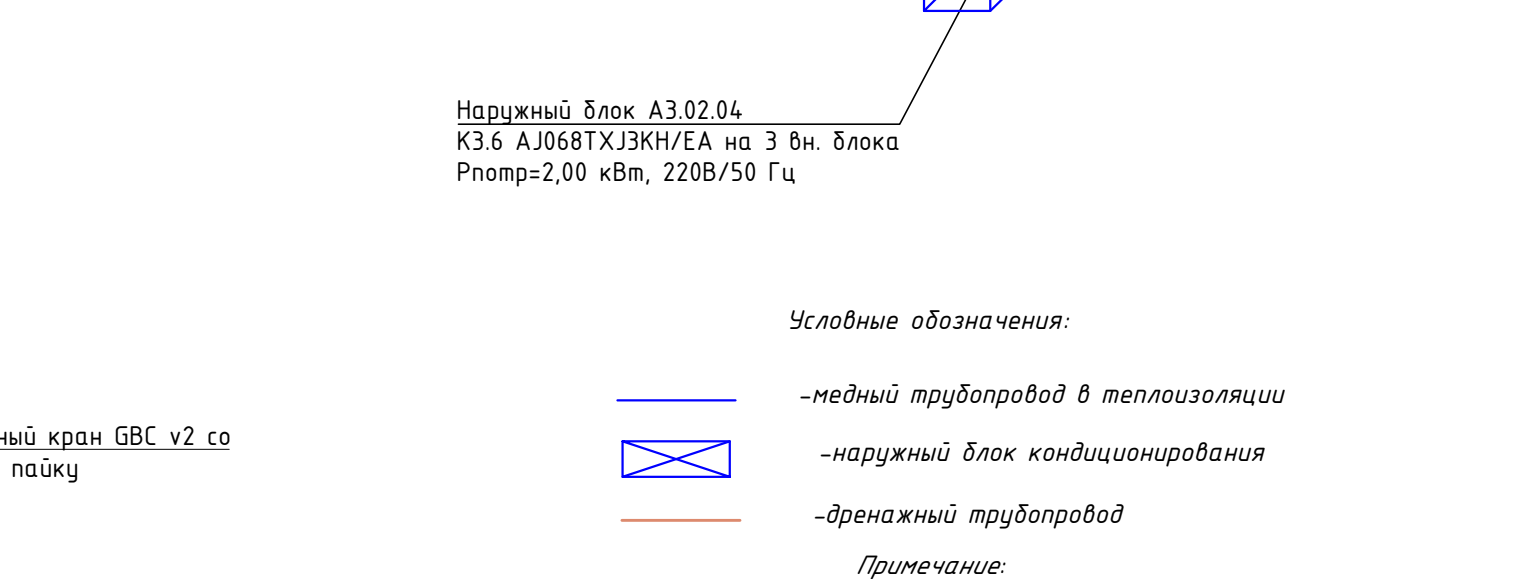 Наружный блок А3.02.04
К3.6 AJ068TXJ3KH/EA на 3 вн. блока
Рпотр=2,00 кВт, 220В/50 Гц
Условные обозначения:
-медный трубопровод в теплоизоляции
кран GBC v2 со
пайку
-наружный блок кондиционирования
-дренажный трубопровод
Примечание: